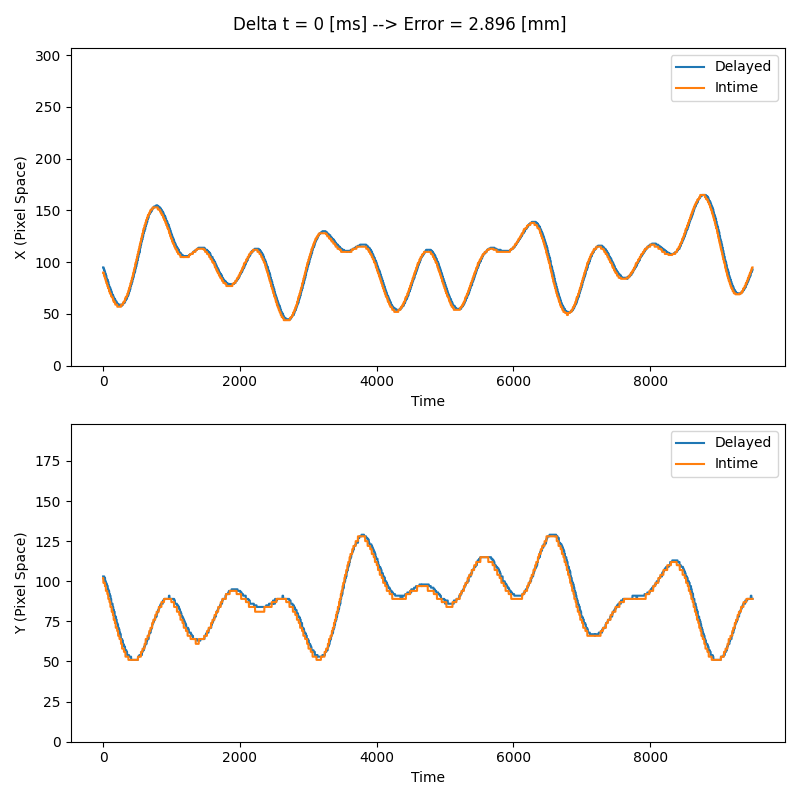 Delta t = 0 [ms] --> Error = 2.896 [mm]
300
250
200
150
100
50
0
X (Pixel Space)
Delayed
Intime
0 2000 4000 6000 8000
Time
175
150
125
100
75
50
25
0
Y (Pixel Space)
Delayed
Intime
0 2000 4000 6000 8000
Time